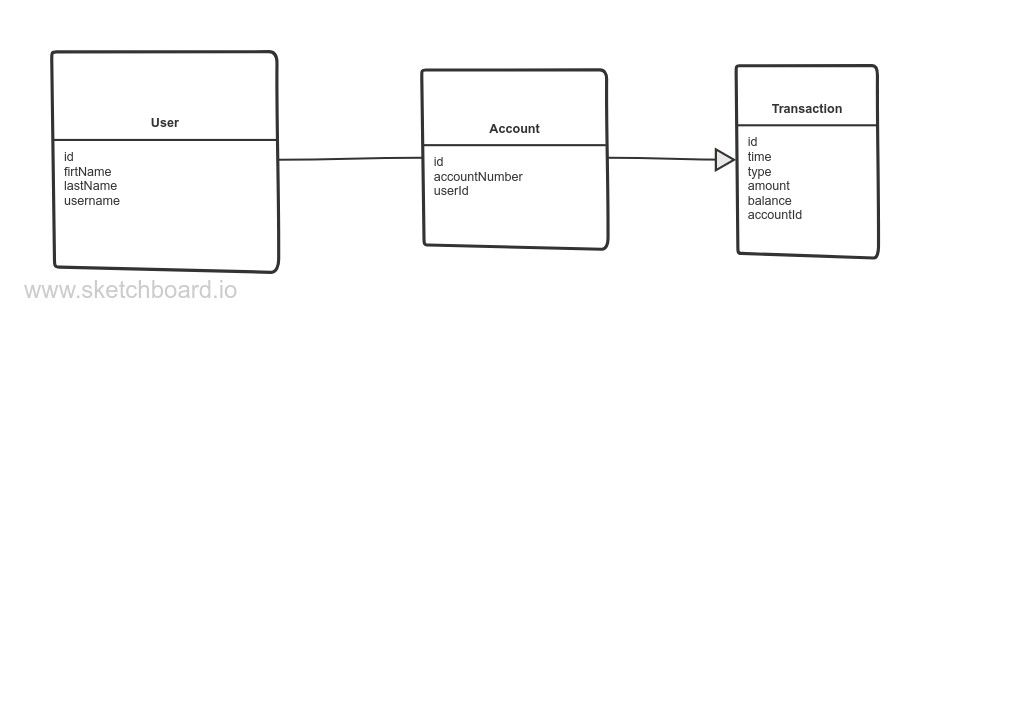 User
id
firtName
lastName
username
Account
id
accountNumber
userId
Transaction
id
time
type
amount
balance
accountId
www.sketchboard.io